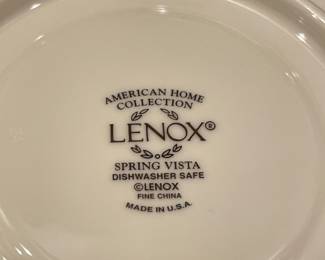 AMERICAN HOME
COLLECTION
LENOX®
SPRING VISTA
DISHWASHER SAFE
©LENOX
FINE CHINA
MADE IN U.S.A.